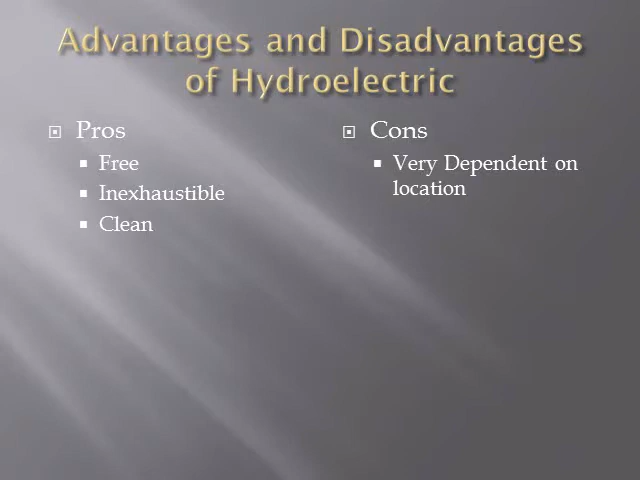 Advantages and Disadvantages
of Hydroelectric
Pros
Free
Inexhaustible
Clean
Cons
Very Dependent on
location